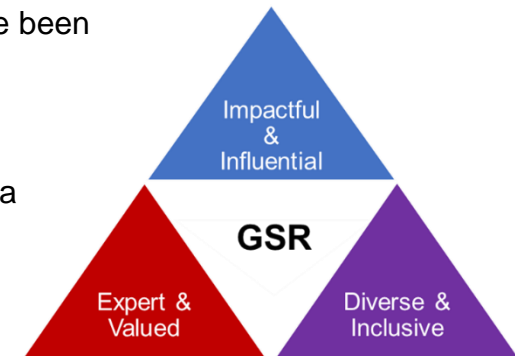 e been
Impactful
&
Influential
a
GSR
Expert &
Valued
Diverse &
Inclusive